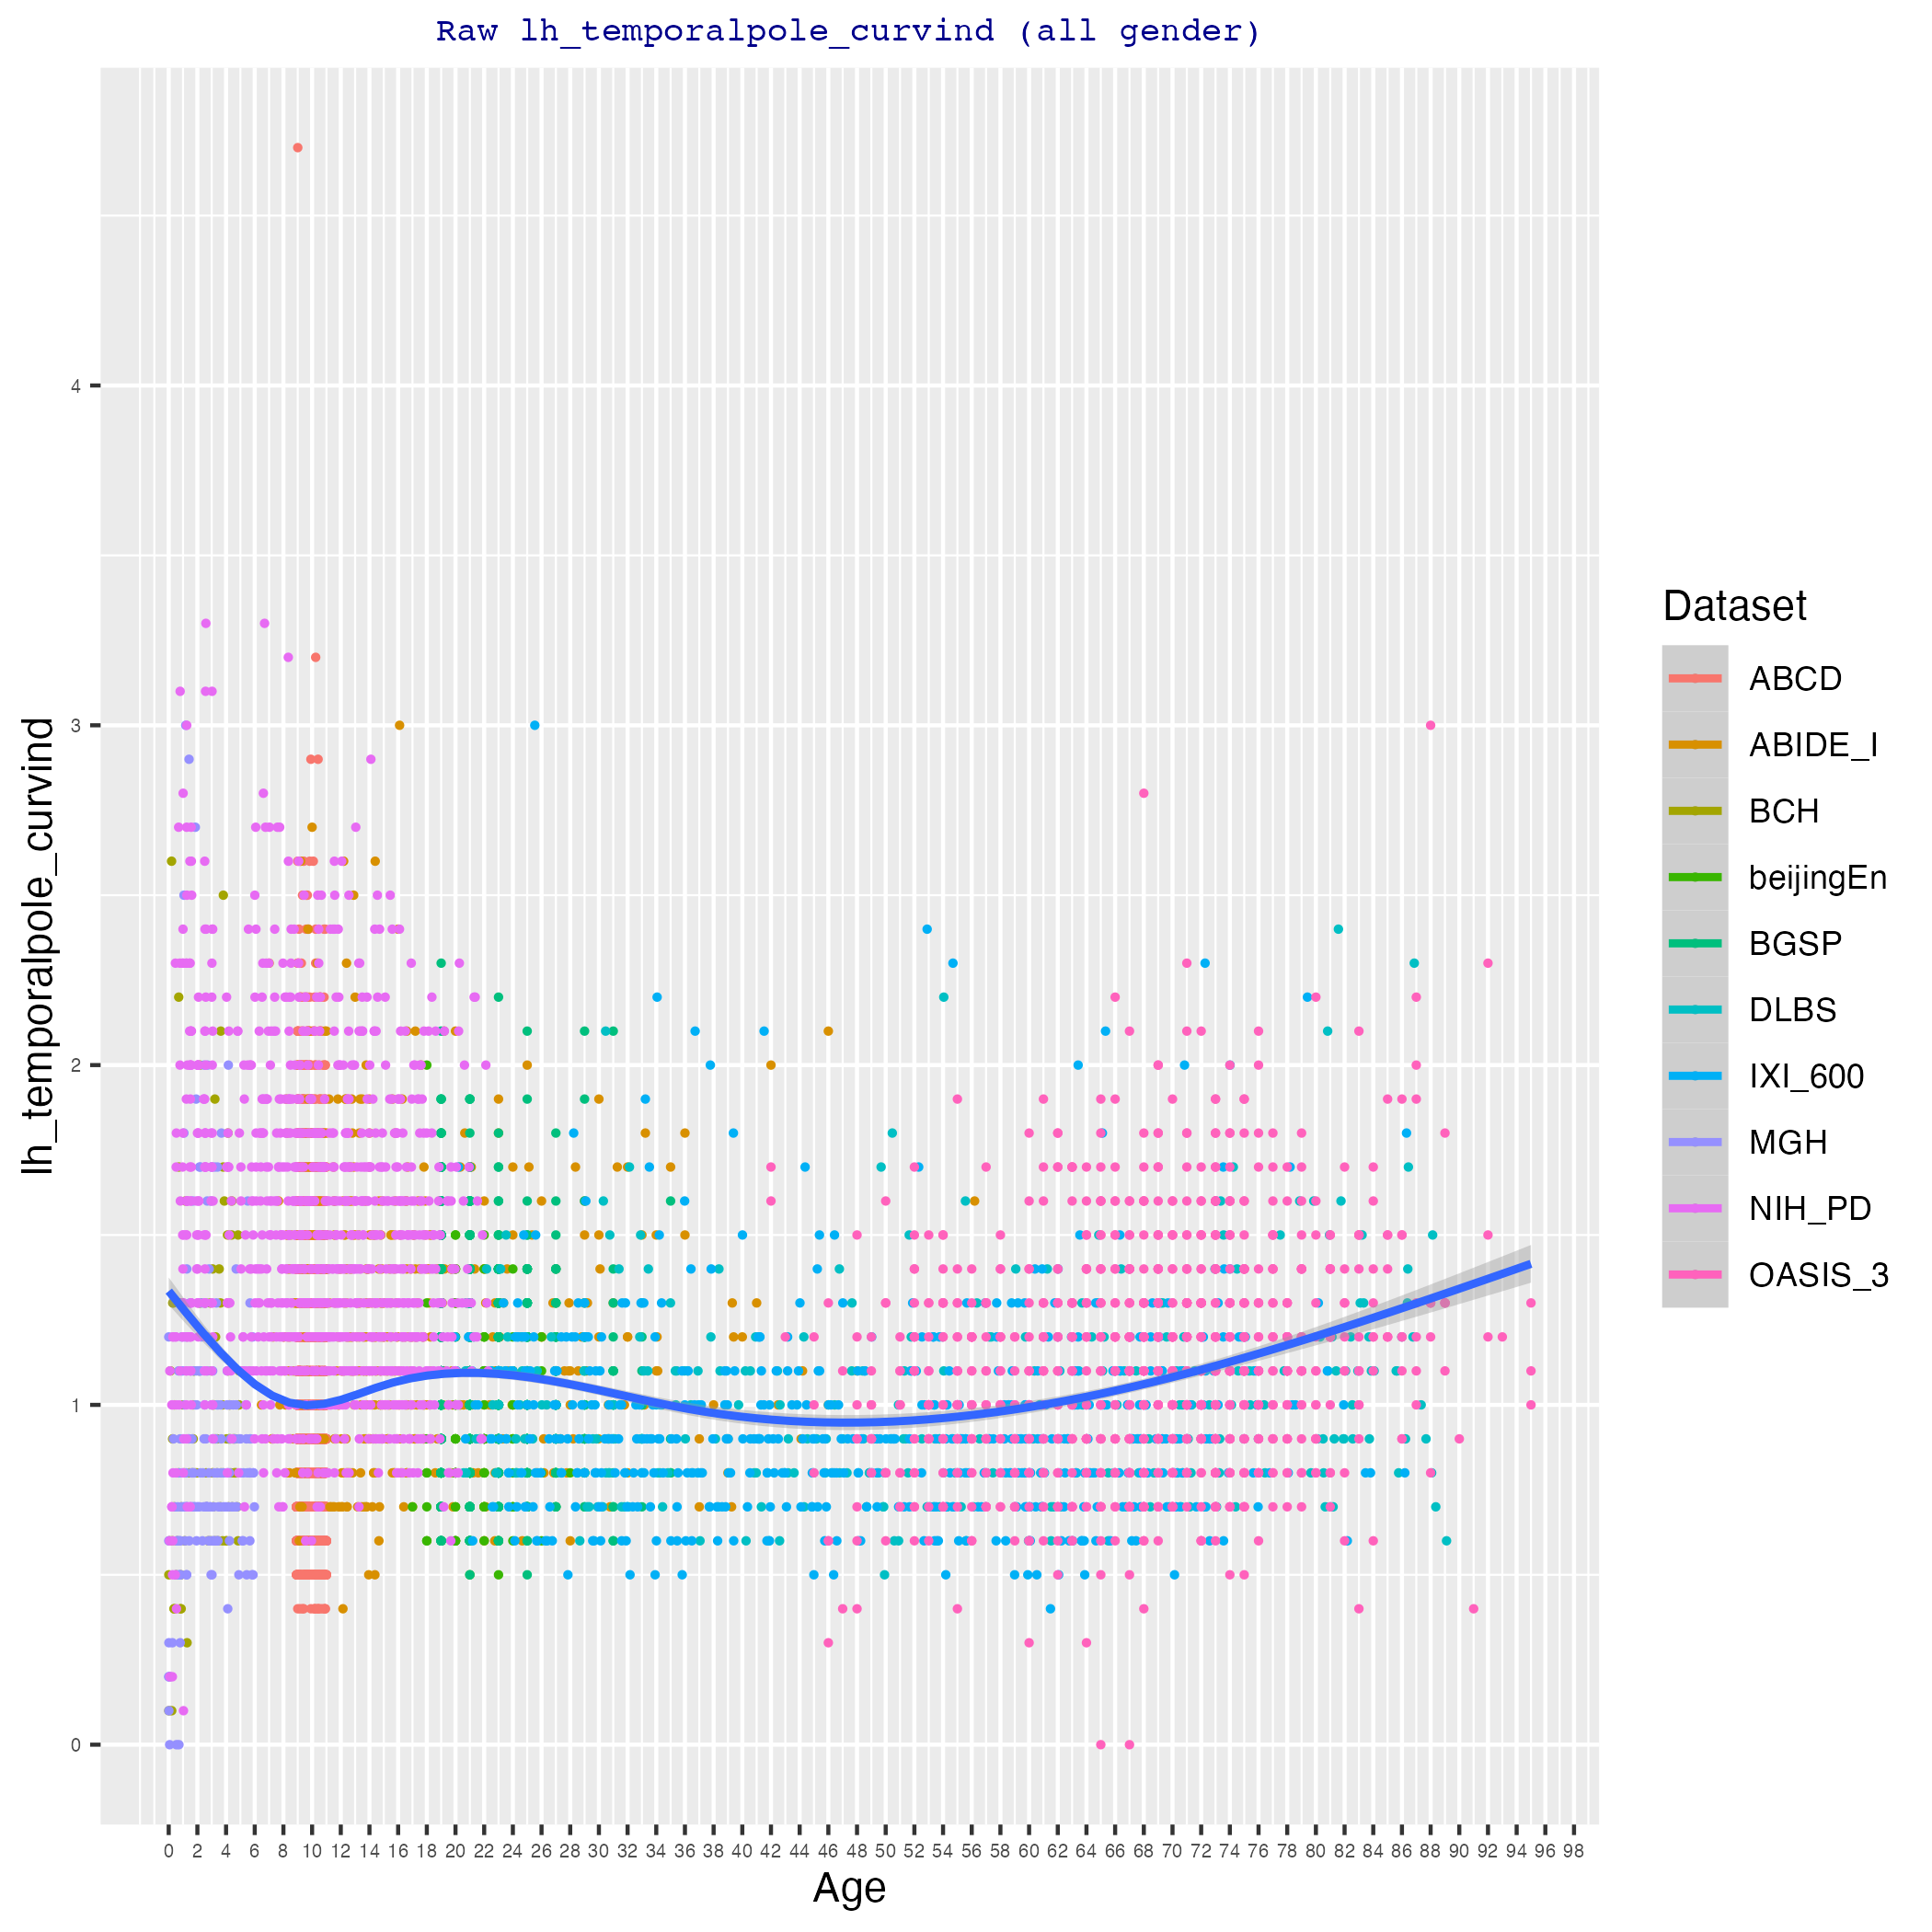 Raw lh_temporalpole_curvind (all gender)
lh_temporalpole_curvind
4
3
2
1
0
0 2 4 6 8 10 12 14 16 18 20 22 24 26 28 30 32 34 36 38 40 42 44 46 48 50 52 54 56 58 60 62 64 66 68 70 72 74 76 78 80 82 84 86 88 90 92 94 96 98
Age
Dataset
ABCD
ABIDE_I
BCH
beijingEn
BGSP
DLBS
IXI_600
MGH
NIH_PD
OASIS_3